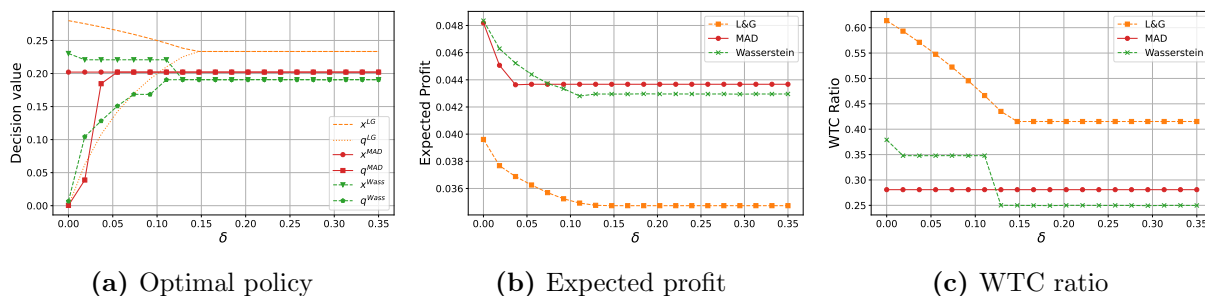 Decision value
0.25
0.20
0.15
0.10
0.05
0.00
x^LG
q^LG
x^MAD
q^MAD
x^Wass
q^Wass
0.00 0.05 0.10 0.15 0.20 0.25 0.30 0.35
δ
(a) Optimal policy
Expected Profit
0.048
0.046
0.044
0.042
0.040
0.038
0.036
L&G
MAD
Wasserstein
0.00 0.05 0.10 0.15 0.20 0.25 0.30 0.35
δ
(b) Expected profit
WTC Ratio
0.60
0.55
0.50
0.45
0.40
0.35
0.30
0.25
L&G
MAD
Wasserstein
0.00 0.05 0.10 0.15 0.20 0.25 0.30 0.35
δ
(c) WTC ratio